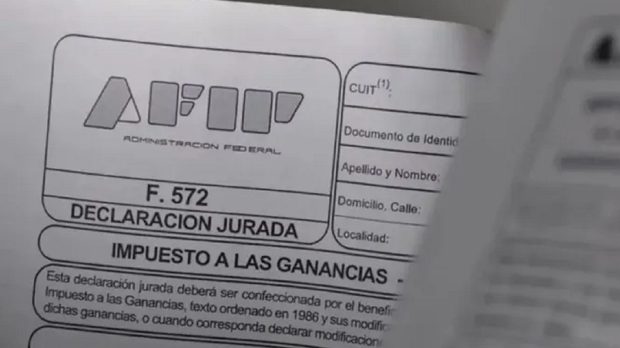 AFIP
ADMINISTRACION FEDERAL
F. 572
DECLARACION JURADA
CUIT(1):
Documento de Identid
Apellido y Nombre:
Domicilio, Calle:
Localidad:
IMPUESTO A LAS GANANCIAS -
Esta declaración jurada deberá ser confeccionada por el benefi
Impuesto a las Ganancias, texto ordenado en 1986 y sus modific
dichas ganancias, o cuando corresponda declarar modificacion